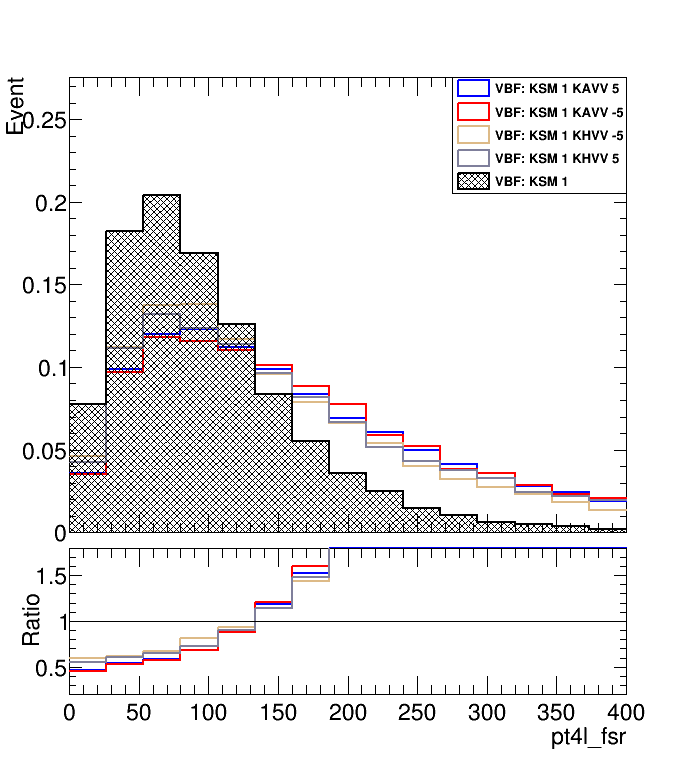 Event
0.25
0.2
0.15
0.1
0.05
0
VBF: KSM 1 KAVV 5
VBF: KSM 1 KAVV -5
VBF: KSM 1 KHVV -5
VBF: KSM 1 KHVV 5
VBF: KSM 1
Ratio
1.5
1
0.5
0 50 100 150 200 250 300 350 400
pt4l_fsr